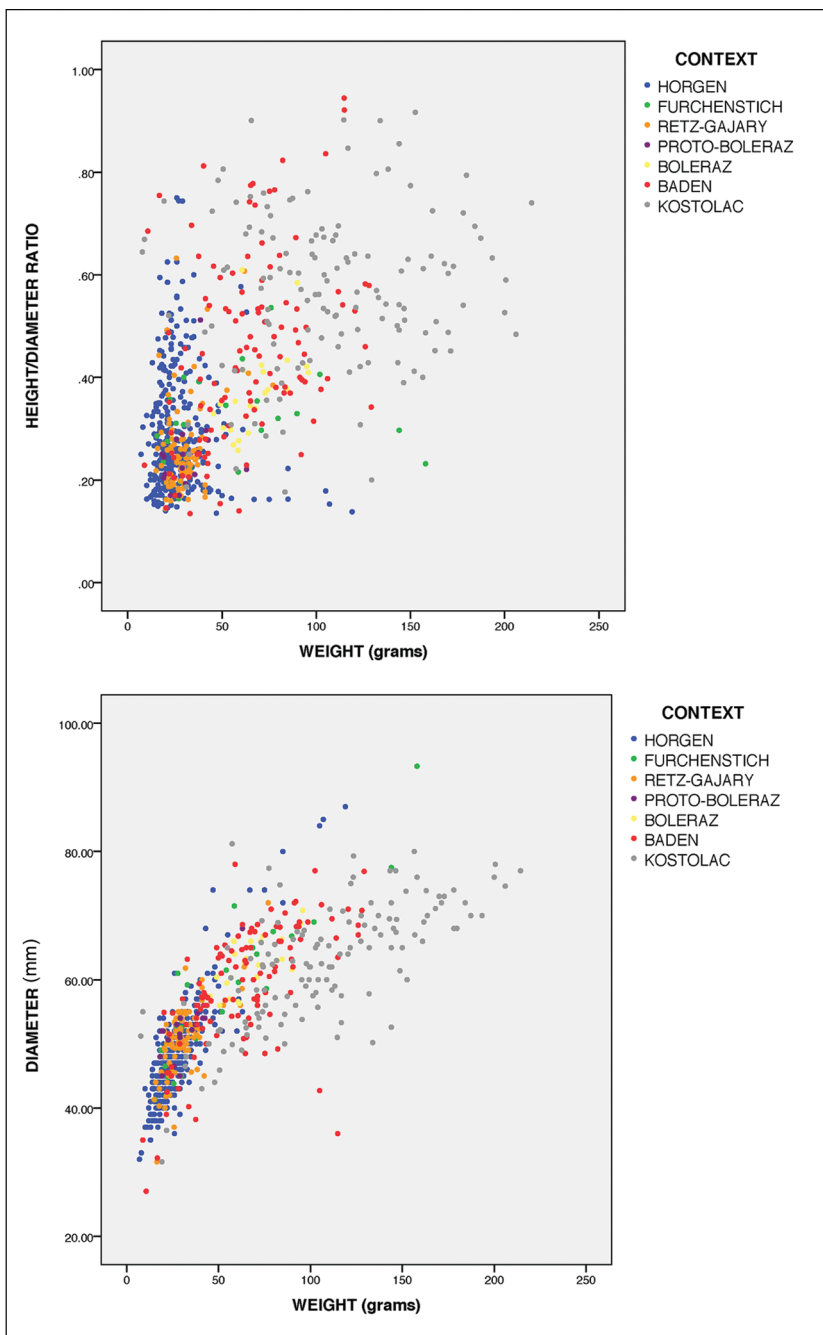 CONTEXT
HORGEN
FURCHENSTICH
RETZ-GAJARY
PROTO-BOLERAZ
BOLERAZ
BADEN
KOSTOLAC
1.00
.80
.60
.40
.20
.00
HEIGHT/DIAMETER RATIO
0 50 100 150 200 250
WEIGHT (grams)
CONTEXT
HORGEN
FURCHENSTICH
RETZ-GAJARY
PROTO-BOLERAZ
BOLERAZ
BADEN
KOSTOLAC
100.00
80.00
60.00
40.00
20.00
DIAMETER (mm)
0 50 100 150 200 250
WEIGHT (grams)